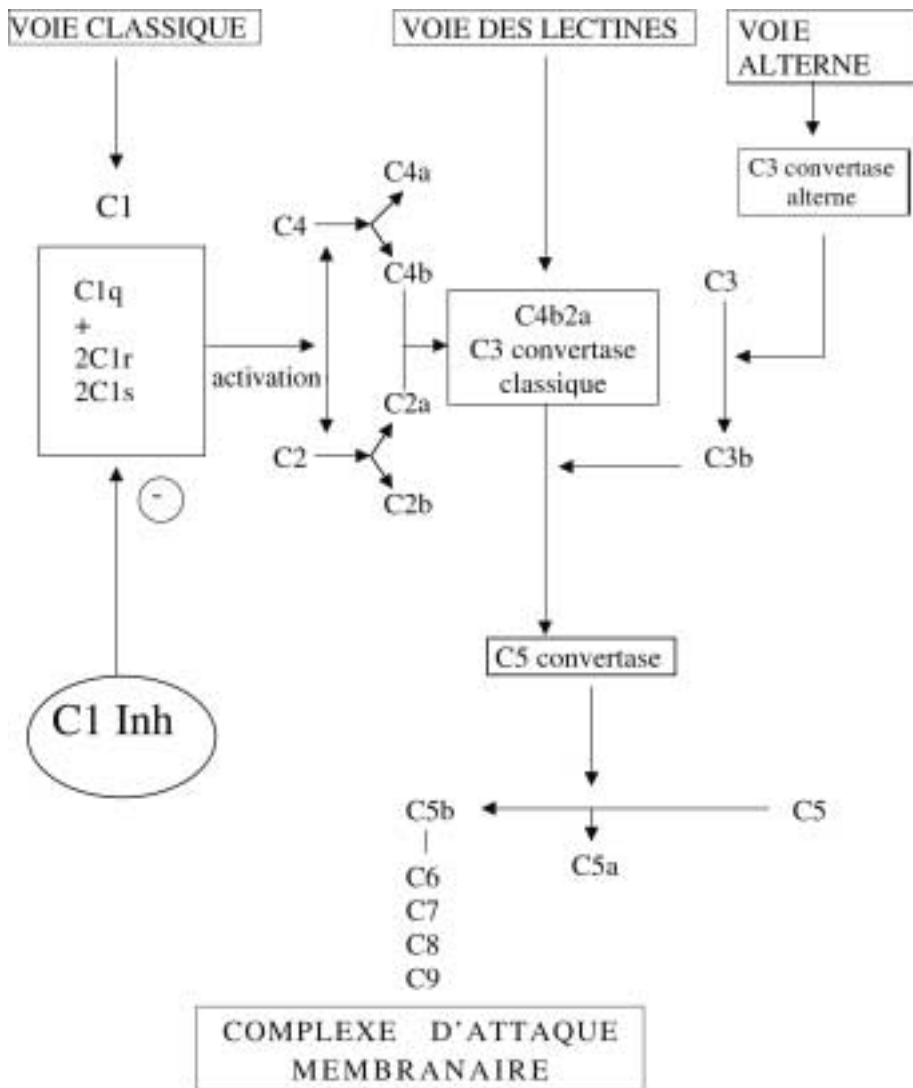 VOIE CLASSIQUE
VOIE DES LECTINES
VOIE
ALTERNE
C3 convertase
alterne
C1
C1q
+
2C1r
2C1s
activation
C4
C4a
C4b
C2
C2a
C2b
C4b2a
C3 convertase
classique
C3
C3b
-
C1 Inh
C5 convertase
C5b
C5
C5a
C6
C7
C8
C9
COMPLEXE D'ATTAQUE
MEMBRANAIRE